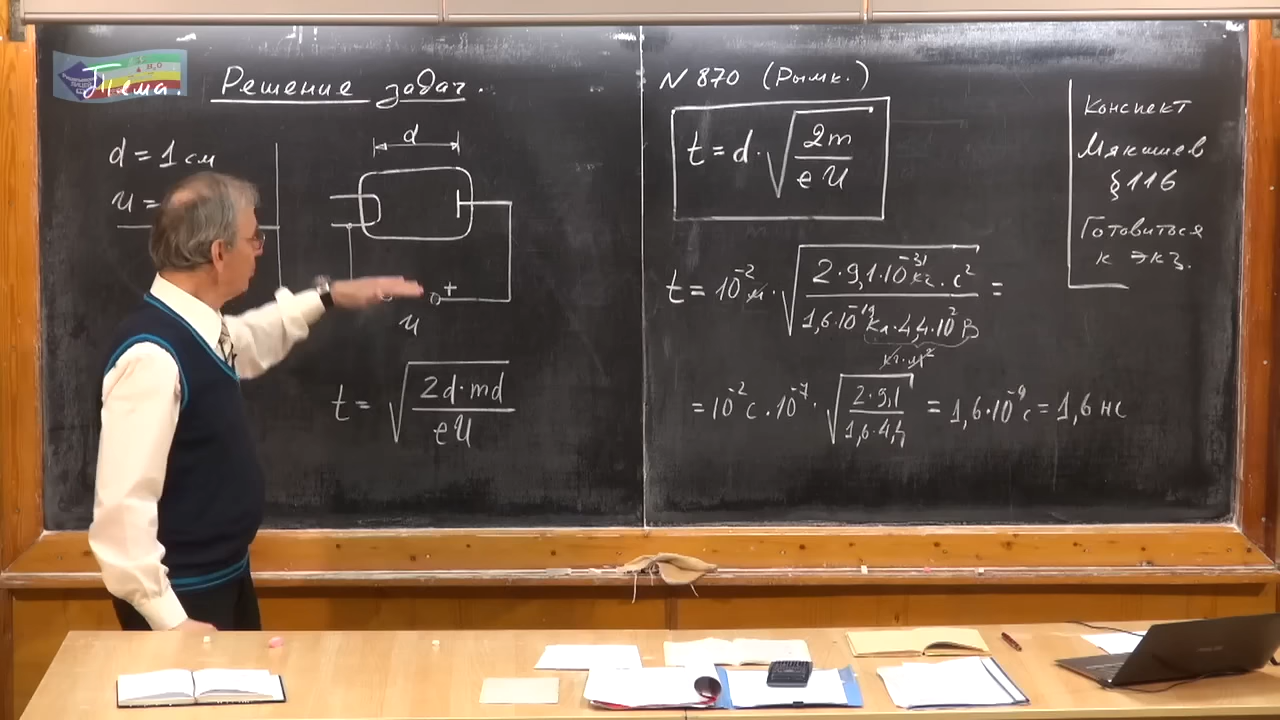 Тема. Решение задач.
d = 1 см
U =
d
+
U
t = √(2d·md / eU)
N 870 (Рымк.)
t = d·√(2m / eU)
t = 10⁻² м · √(2·9,1·10⁻³¹ кг·с² / 1,6·10⁻¹⁹ Кл·4,4·10² В) =
кг·м²
= 10⁻² с·10⁻⁷·√(2·9,1 / 1,6·4,4) = 1,6·10⁻⁹ с = 1,6 нс
Конспект
Мякишев
§116
Готовиться
к экз.